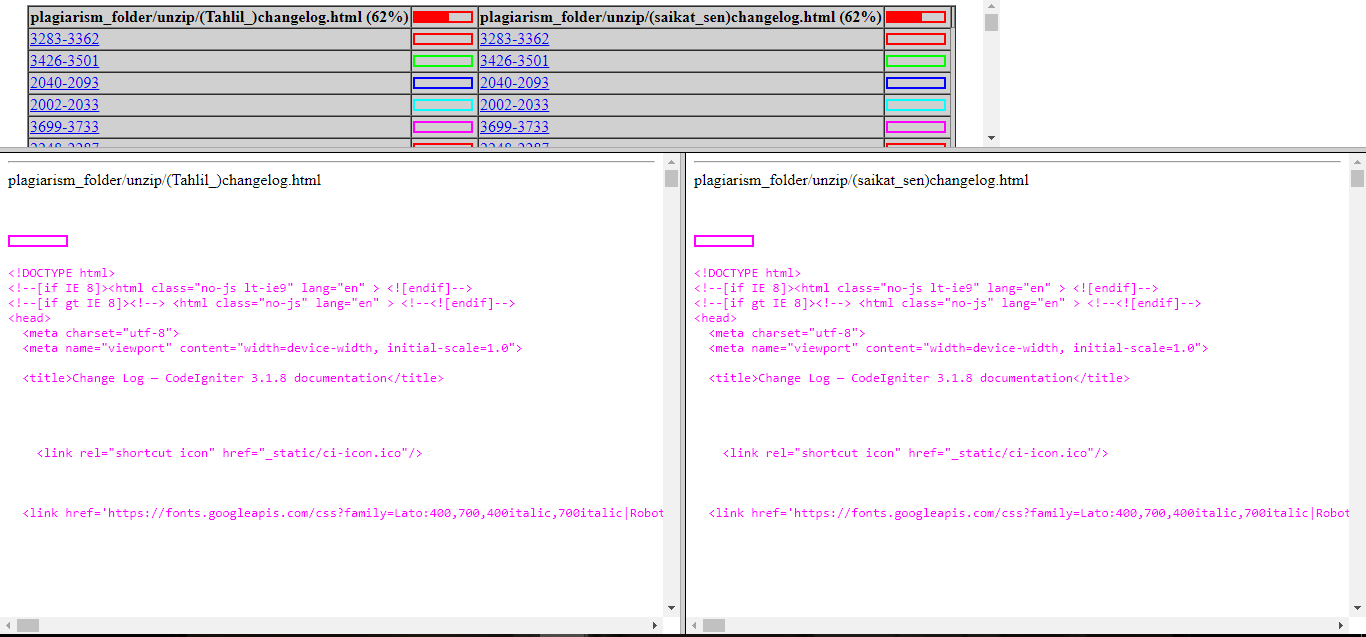 plagiarism_folder/unzip/(Tahlil_)changelog.html (62%) plagiarism_folder/unzip/(saikat_sen)changelog.html (62%)
3283-3362 3283-3362
3426-3501 3426-3501
2040-2093 2040-2093
2002-2033 2002-2033
3699-3733 3699-3733
plagiarism_folder/unzip/(Tahlil_)changelog.html
<!DOCTYPE html>
<!--[if IE 8]><html class="no-js lt-ie9" lang="en" > <![endif]-->
<!--[if gt IE 8]><!--> <html class="no-js" lang="en" > <!--<![endif]-->
<head>
<meta charset="utf-8">
<meta name="viewport" content="width=device-width, initial-scale=1.0">
<title>Change Log — CodeIgniter 3.1.8 documentation</title>
<link rel="shortcut icon" href="_static/ci-icon.ico"/>
<link href='https://fonts.googleapis.com/css?family=Lato:400,700,400italic,700italic|Robot
plagiarism_folder/unzip/(saikat_sen)changelog.html
<!DOCTYPE html>
<!--[if IE 8]><html class="no-js lt-ie9" lang="en" > <![endif]-->
<!--[if gt IE 8]><!--> <html class="no-js" lang="en" > <!--<![endif]-->
<head>
<meta charset="utf-8">
<meta name="viewport" content="width=device-width, initial-scale=1.0">
<title>Change Log — CodeIgniter 3.1.8 documentation</title>
<link rel="shortcut icon" href="_static/ci-icon.ico"/>
<link href='https://fonts.googleapis.com/css?family=Lato:400,700,400italic,700italic|Robot